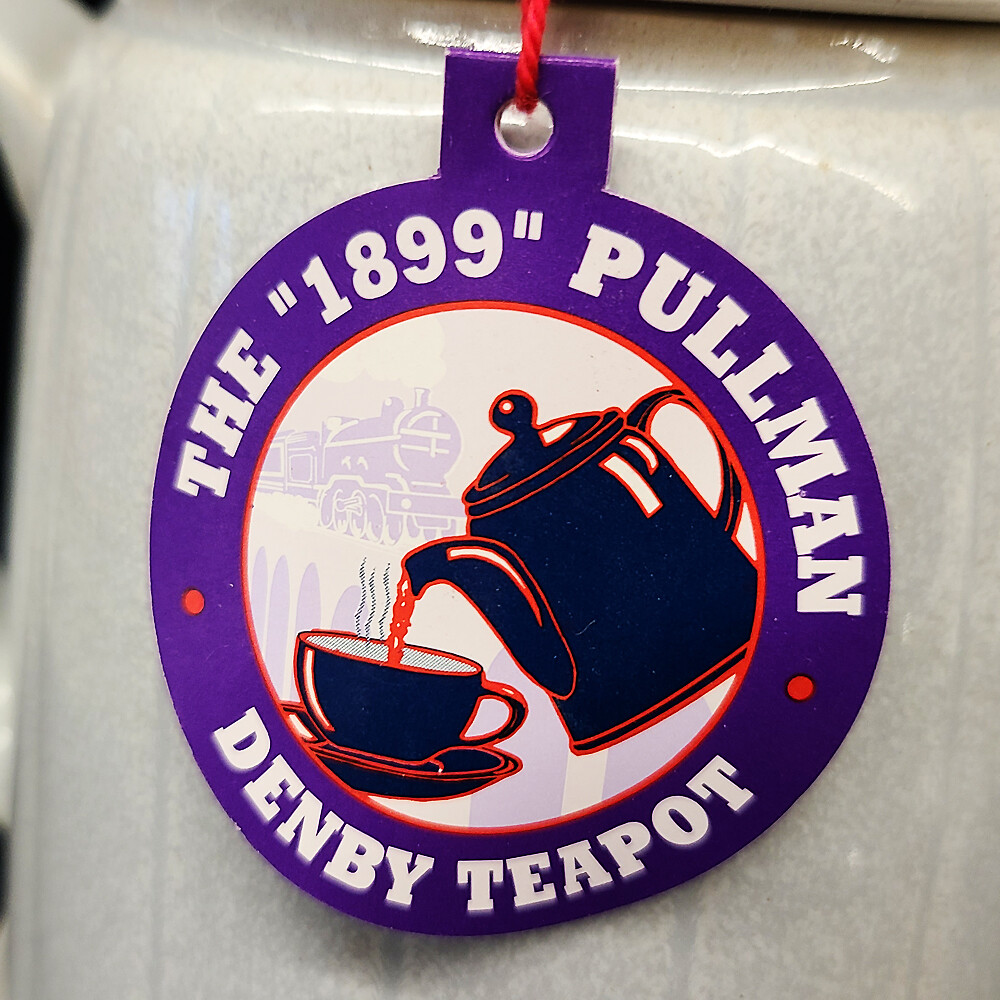 THE "1899" PULLMAN
DENBY TEAPOT